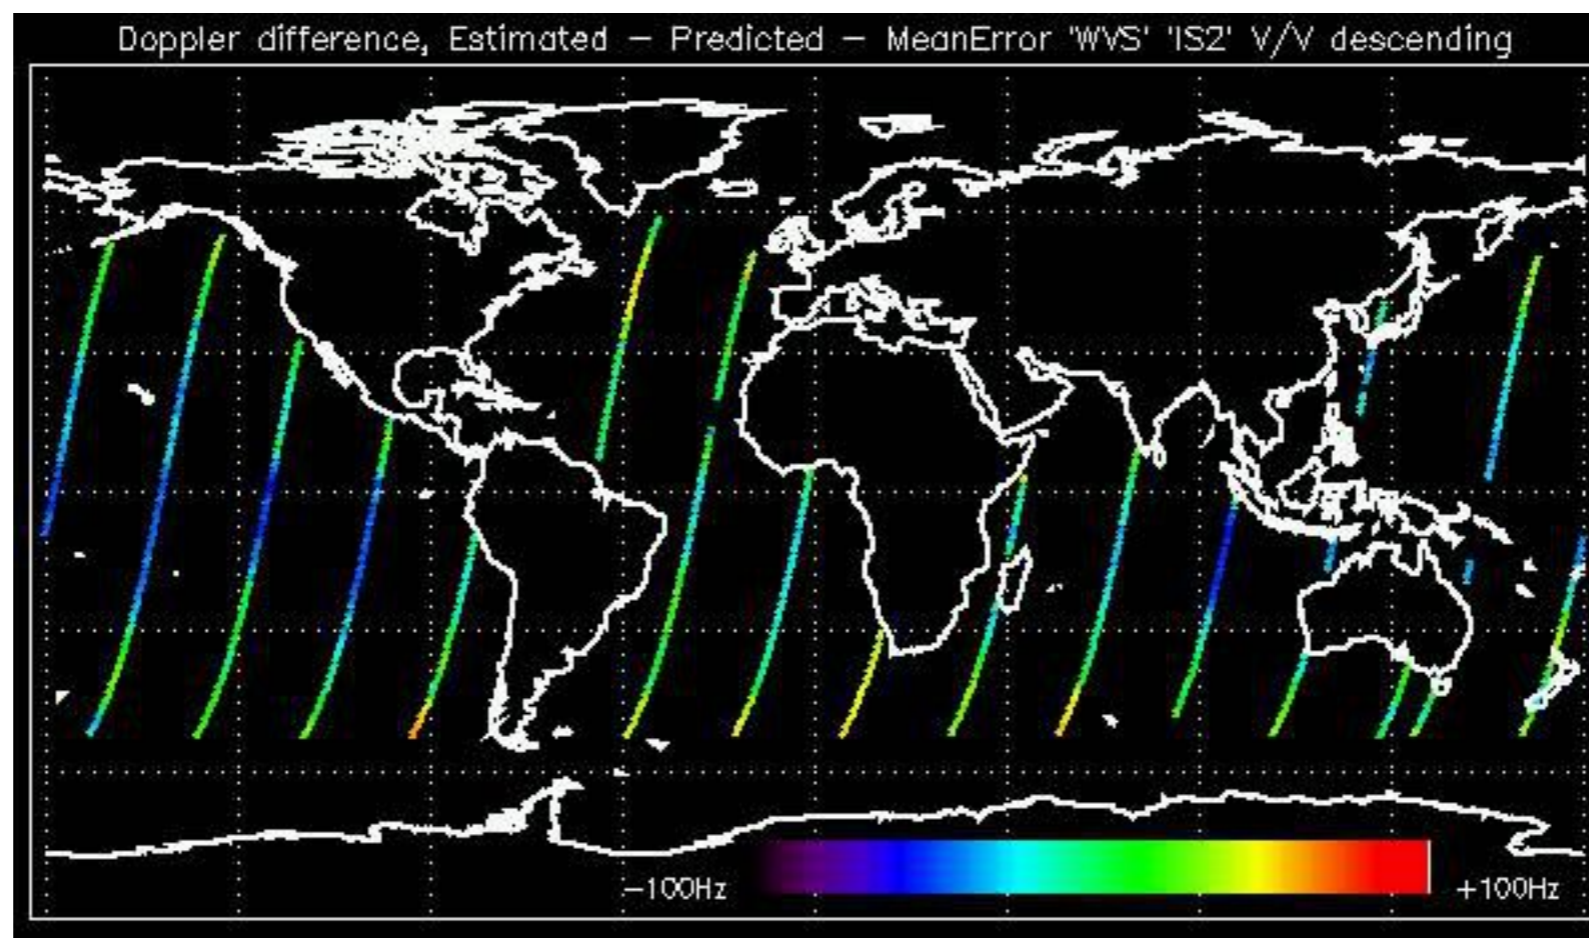 Doppler difference, Estimated - Predicted - MeanError 'WVS' 'IS2' V/V descending
-100Hz
+100Hz